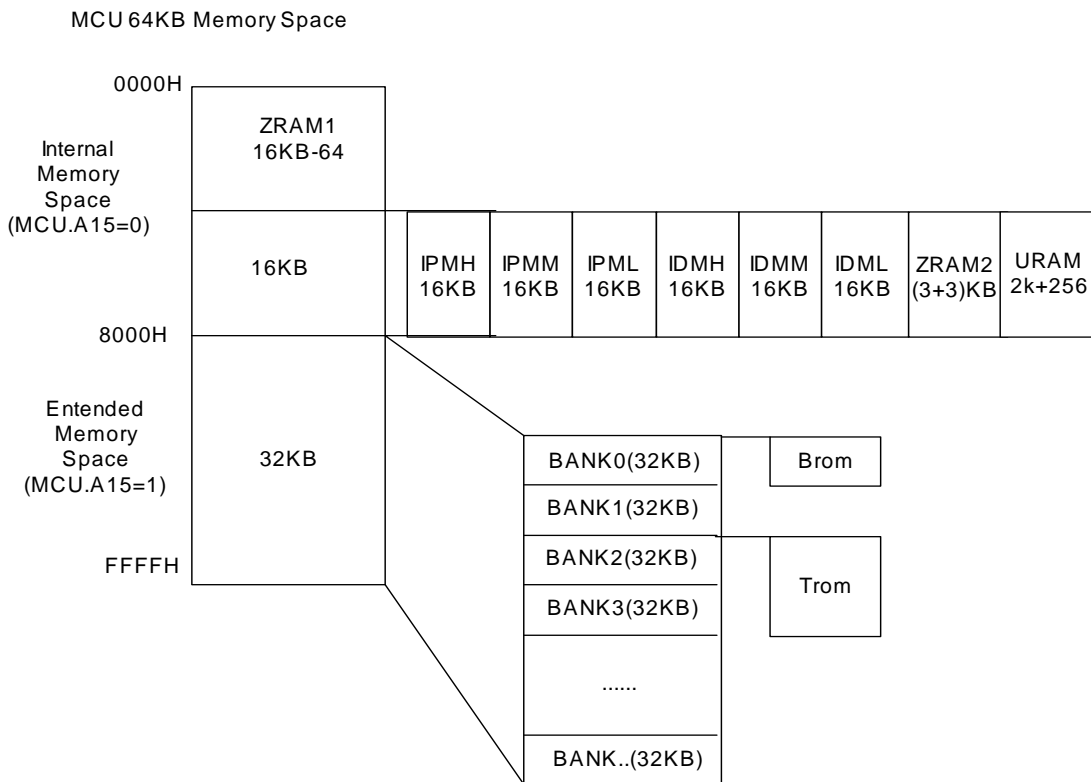 MCU 64KB Memory Space
0000H
ZRAM1
16KB-64
Internal
Memory
Space
(MCU.A15=0)
16KB
IPMH
16KB
IPMM
16KB
IPML
16KB
IDMH
16KB
IDMM
16KB
IDML
16KB
ZRAM2
(3+3)KB
URAM
2k+256
8000H
Entended
Memory
Space
(MCU.A15=1)
32KB
FFFFH
BANK0(32KB)
BANK1(32KB)
BANK2(32KB)
BANK3(32KB)
......
BANK..(32KB)
Brom
Trom